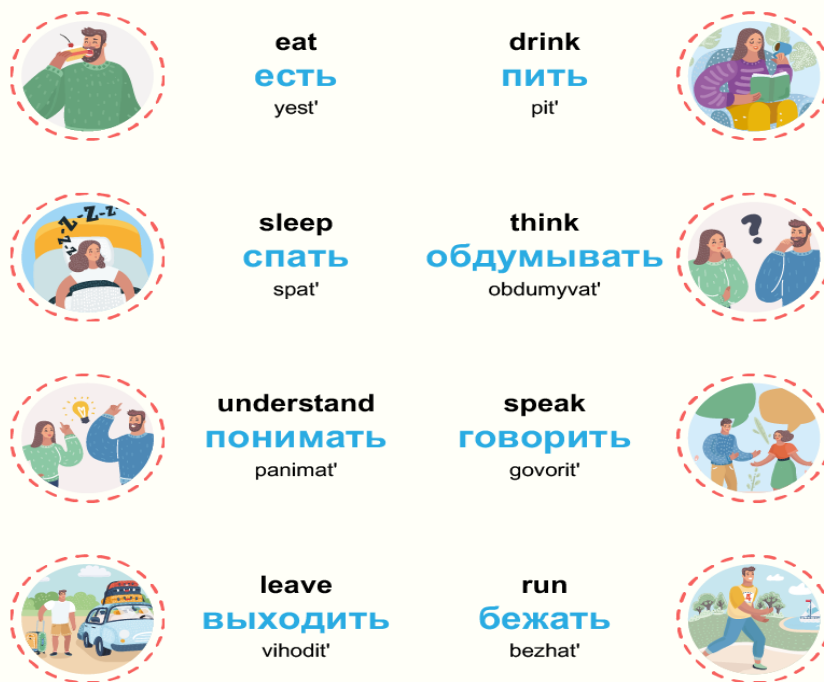 eat
есть
yest'
drink
пить
pit'
sleep
спать
spat'
think
обдумывать
obdumyvat'
understand
понимать
panimat'
speak
говорить
govorit'
leave
выходить
vihodit'
run
бежать
bezhat'
z-z-Z-Z-z
?
4